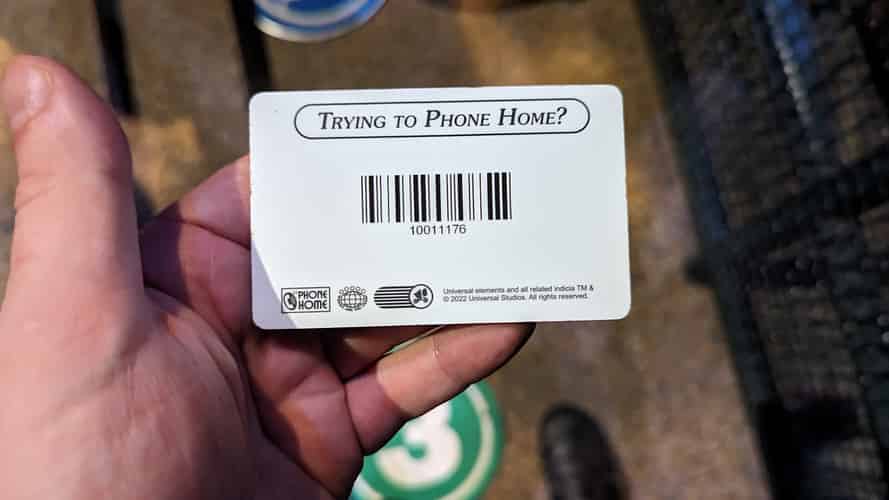 TRYING TO PHONE HOME?
10011176
PHONE
HOME
Universal elements and all related indicia TM &
© 2022 Universal Studios. All rights reserved.
3